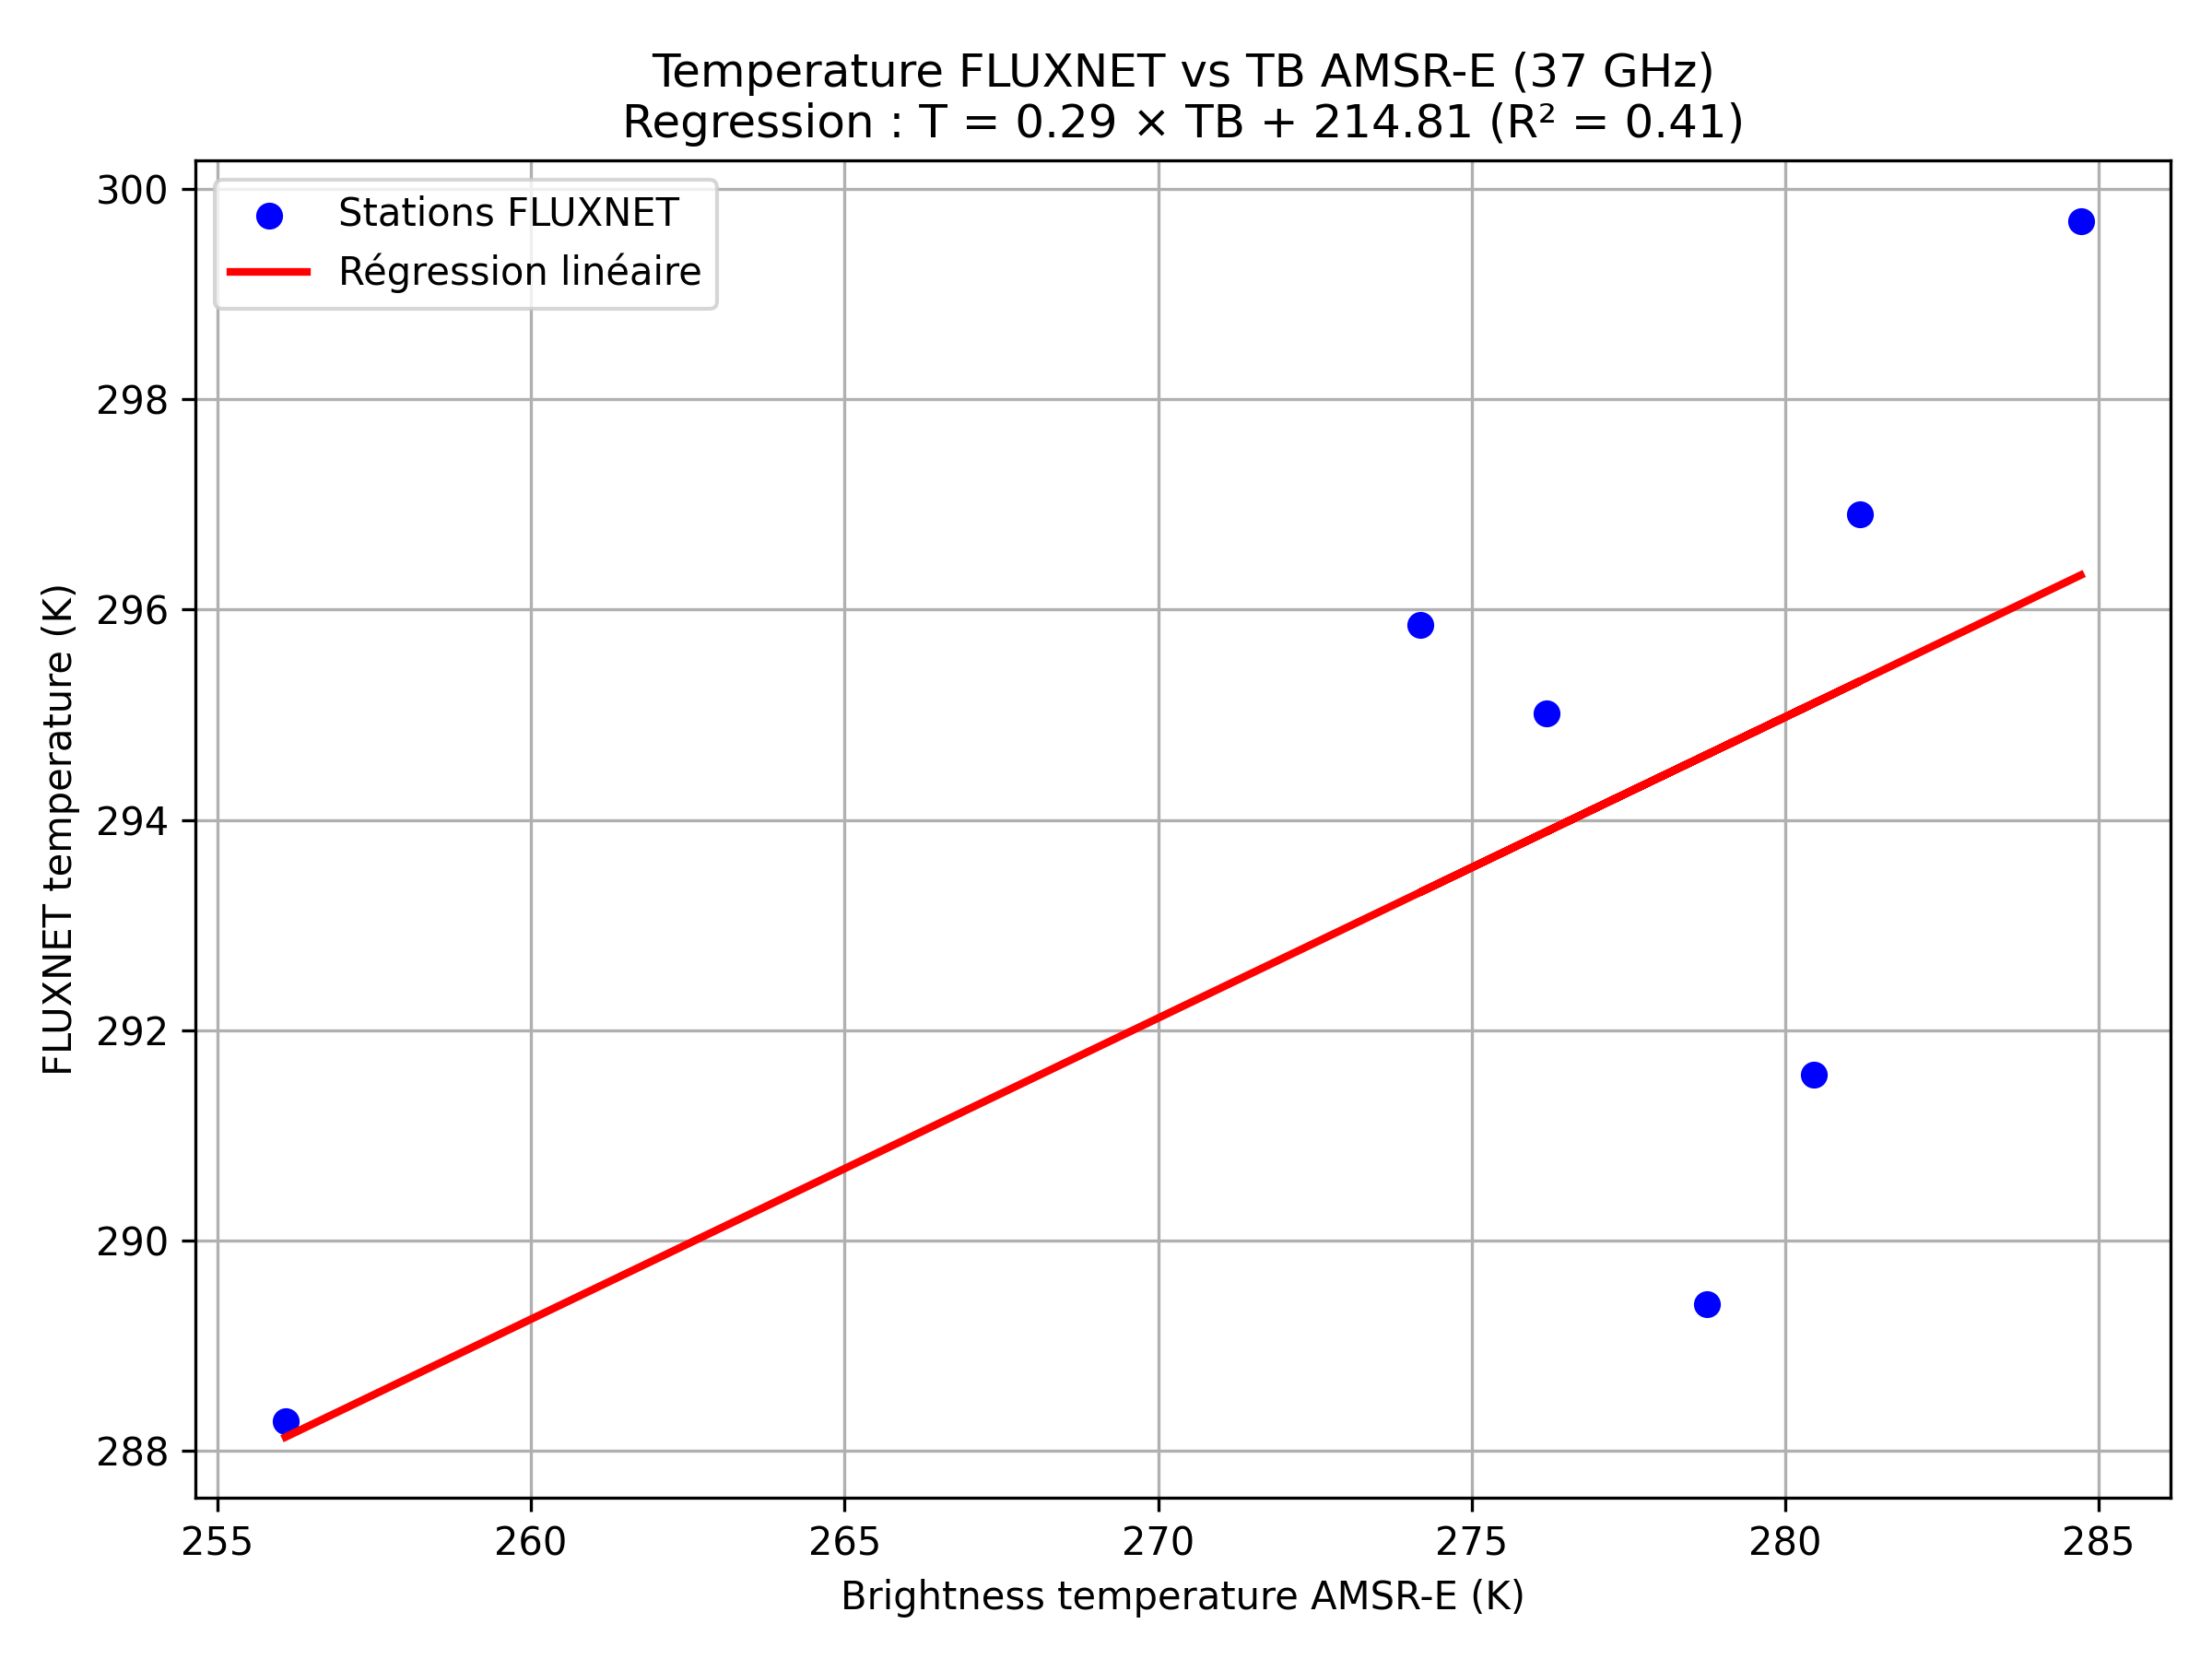 Temperature FLUXNET vs TB AMSR-E (37 GHz)
Regression : T = 0.29 × TB + 214.81 (R² = 0.41)
Stations FLUXNET
Régression linéaire
FLUXNET temperature (K)
300
298
296
294
292
290
288
255 260 265 270 275 280 285
Brightness temperature AMSR-E (K)